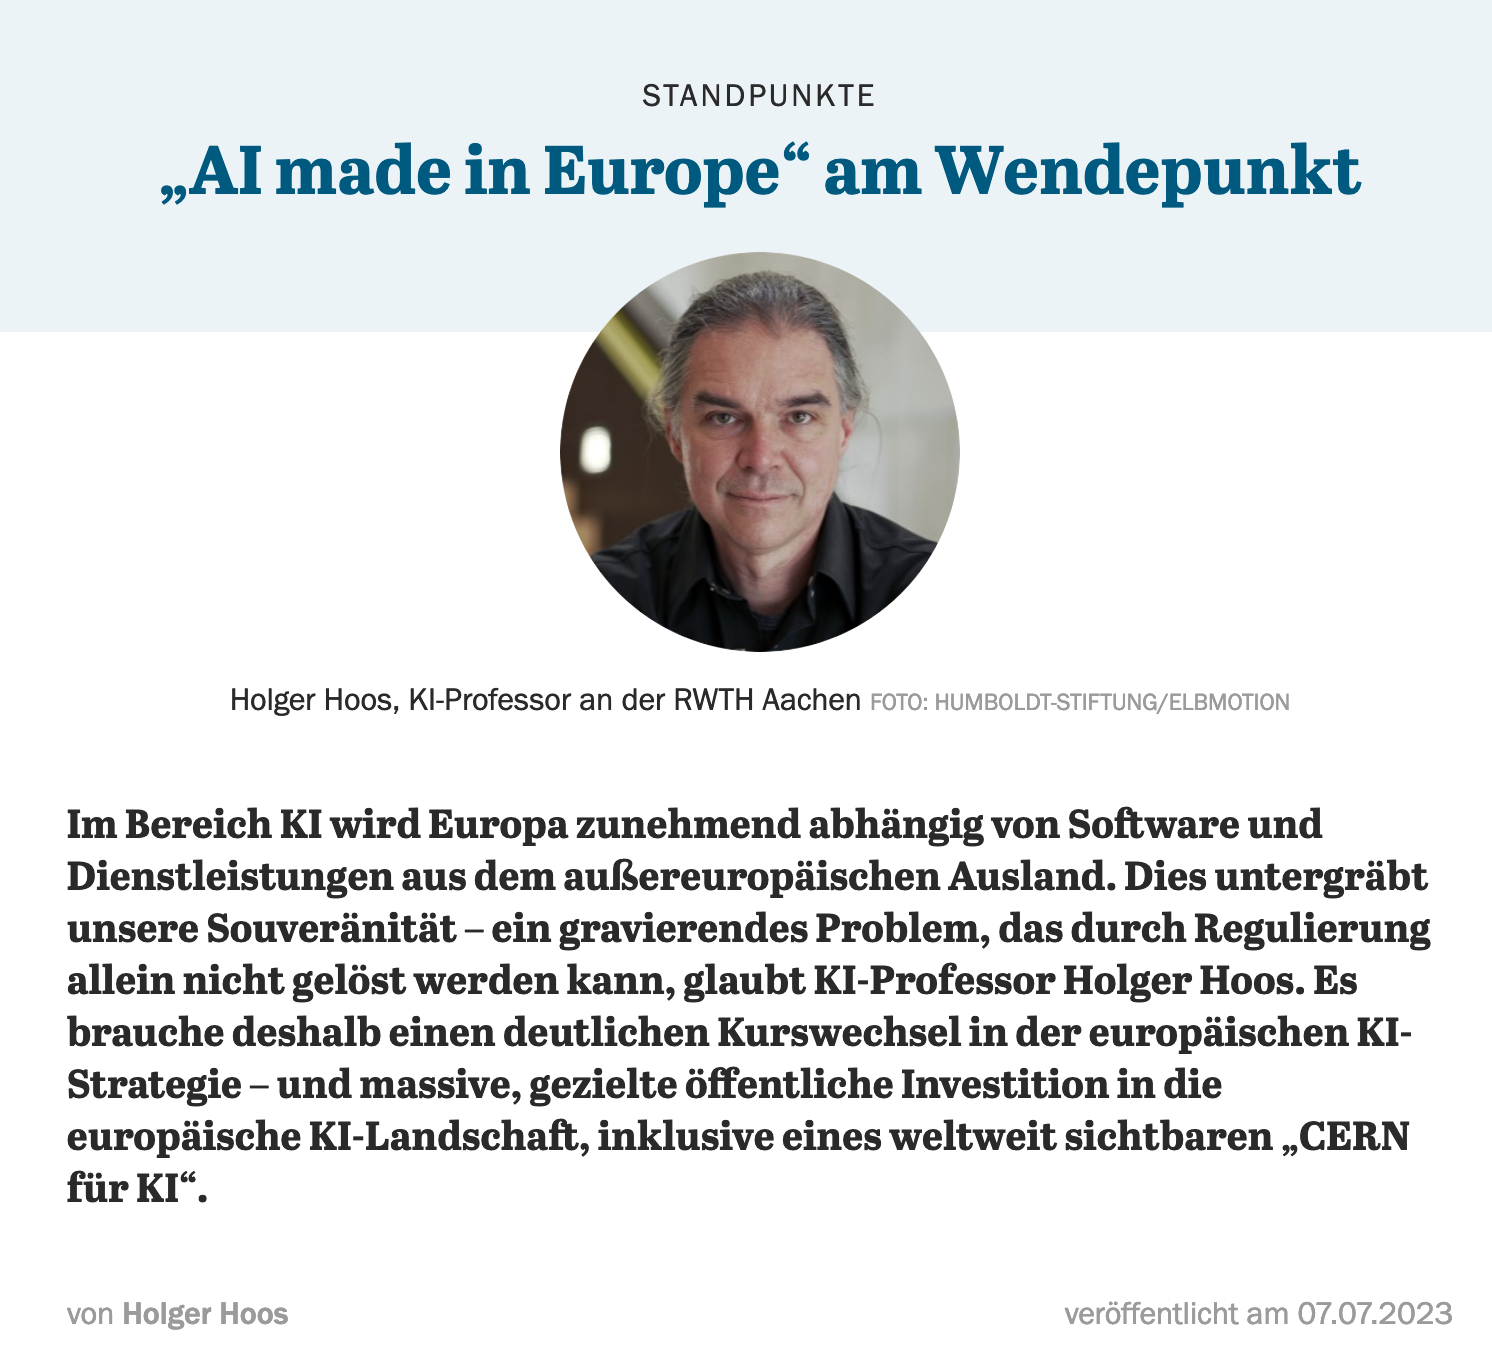 STANDPUNKTE
„AI made in Europe“ am Wendepunkt
Holger Hoos, KI-Professor an der RWTH Aachen FOTO: HUMBOLDT-STIFTUNG/ELBMOTION
Im Bereich KI wird Europa zunehmend abhängig von Software und
Dienstleistungen aus dem außereuropäischen Ausland. Dies untergräbt
unsere Souveränität – ein gravierendes Problem, das durch Regulierung
allein nicht gelöst werden kann, glaubt KI-Professor Holger Hoos. Es
brauche deshalb einen deutlichen Kurswechsel in der europäischen KI-
Strategie – und massive, gezielte öffentliche Investition in die
europäische KI-Landschaft, inklusive eines weltweit sichtbaren „CERN
für KI“.
von Holger Hoos veröffentlicht am 07.07.2023